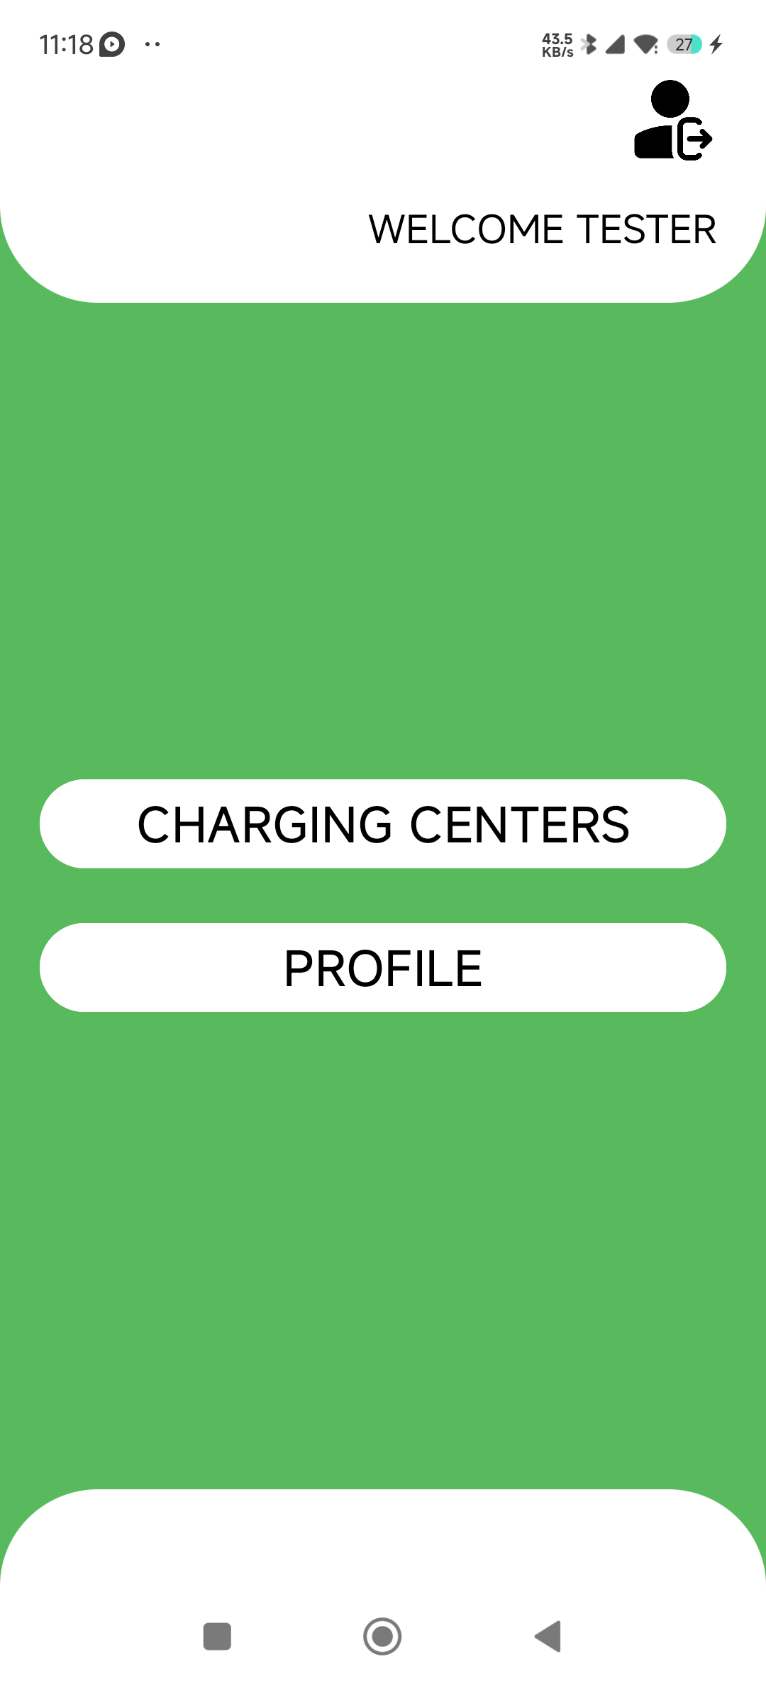 11:18
43.5
KB/s
27
WELCOME TESTER
CHARGING CENTERS
PROFILE